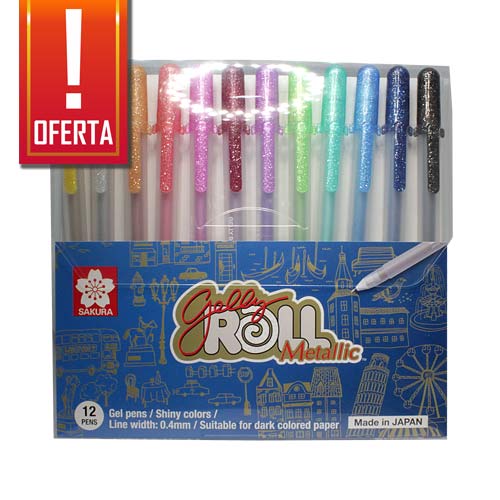 !
OFERTA
SAKURA
Gelly
ROLL
Metallic
12
PENS
Gel pens / Shiny colors /
Line width: 0.4mm / Suitable for dark colored paper
Made in JAPAN